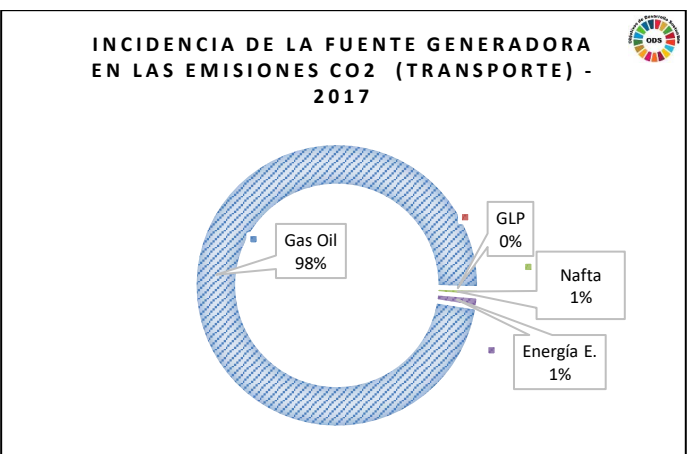 INCIDENCIA DE LA FUENTE GENERADORA
EN LAS EMISIONES CO2 (TRANSPORTE) -
2017
ODS
GLP
0%
Gas Oil
98%
Nafta
1%
Energía E.
1%